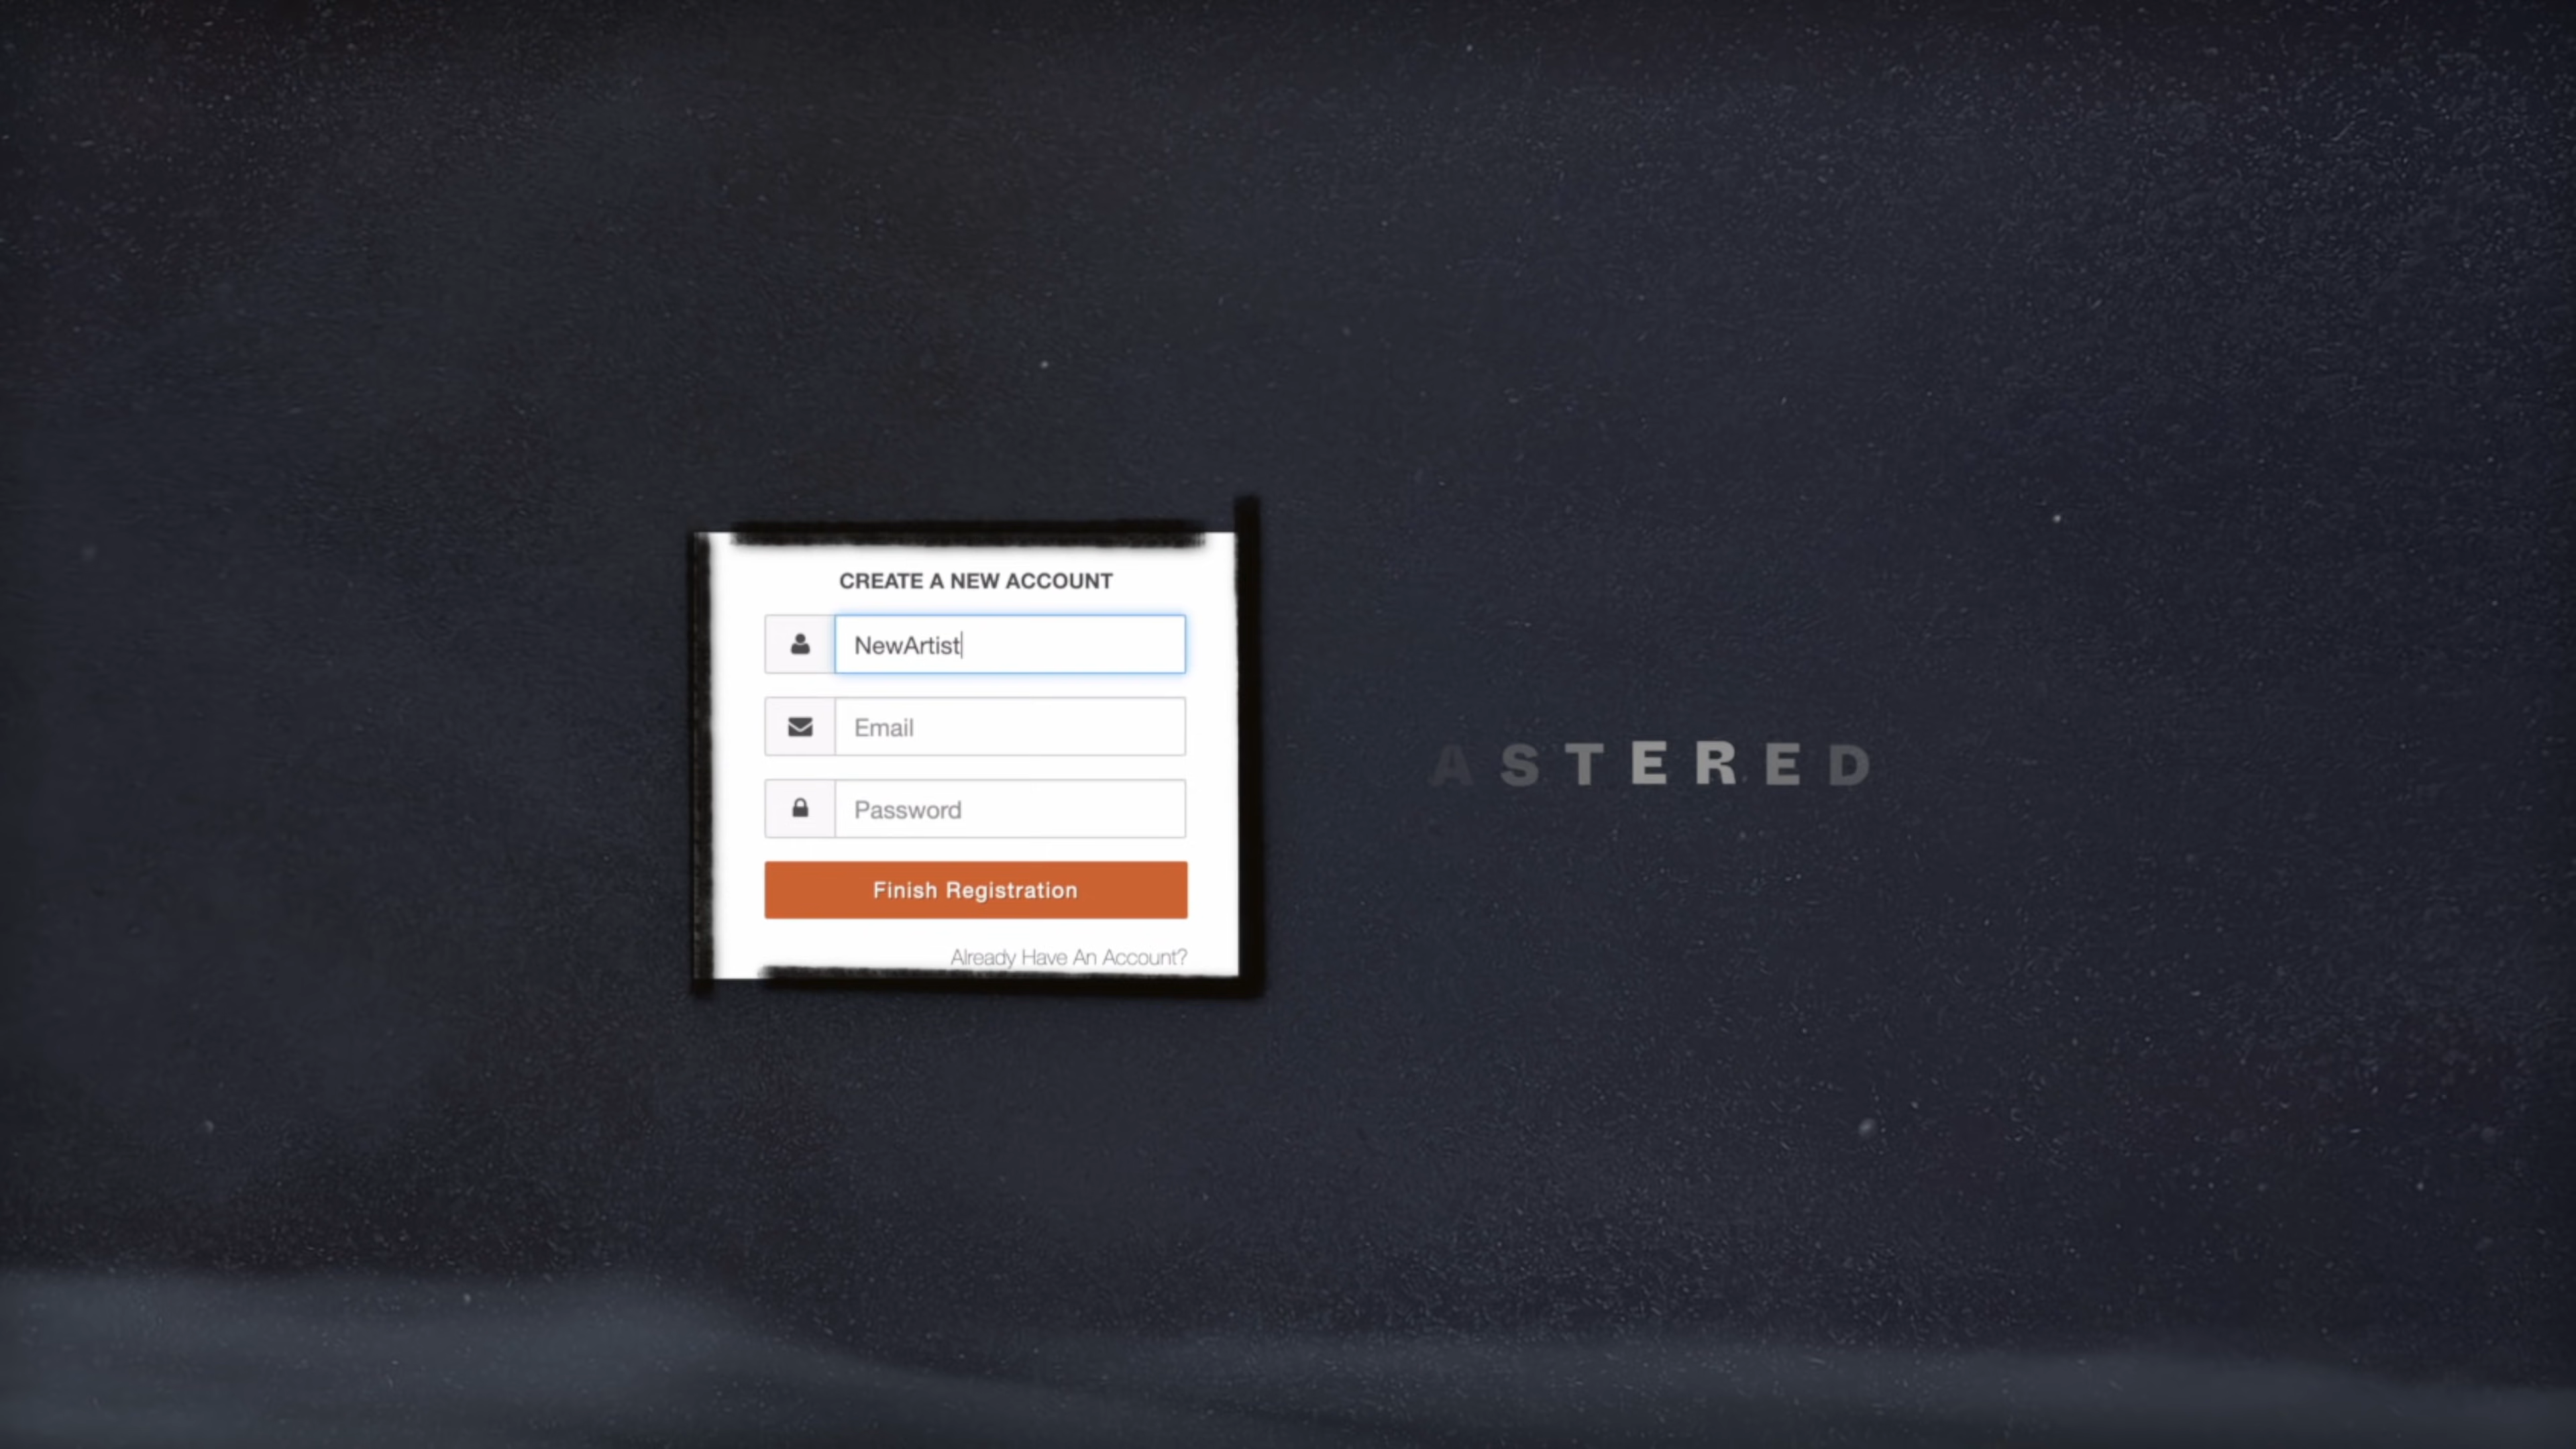 CREATE A NEW ACCOUNT
NewArtist
Email
Password
Finish Registration
Already Have An Account?
ASTERED